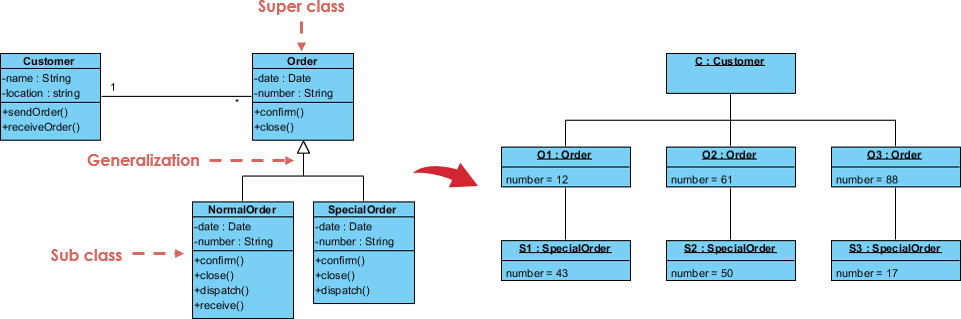 Super class
Customer
-name : String
-location : string
+sendOrder()
+receiveOrder()
1
*
Order
-date : Date
-number : String
+confirm()
+close()
Generalization
NormalOrder
-date : Date
-number : String
+confirm()
+close()
+dispatch()
+receive()
SpecialOrder
-date : Date
-number : String
+confirm()
+close()
+dispatch()
Sub class
C : Customer
O1 : Order
number = 12
O2 : Order
number = 61
O3 : Order
number = 88
S1 : SpecialOrder
number = 43
S2 : SpecialOrder
number = 50
S3 : SpecialOrder
number = 17